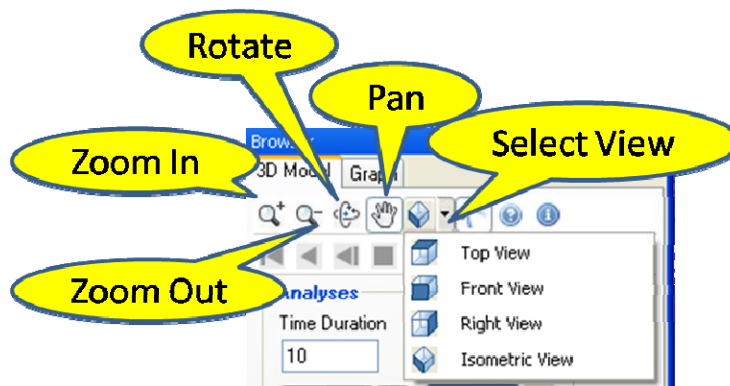 Rotate
Pan
Select View
Zoom In
3D Model Graph
Top View
Zoom Out
Analyses
Front View
Time Duration
Right View
10
Isometric View